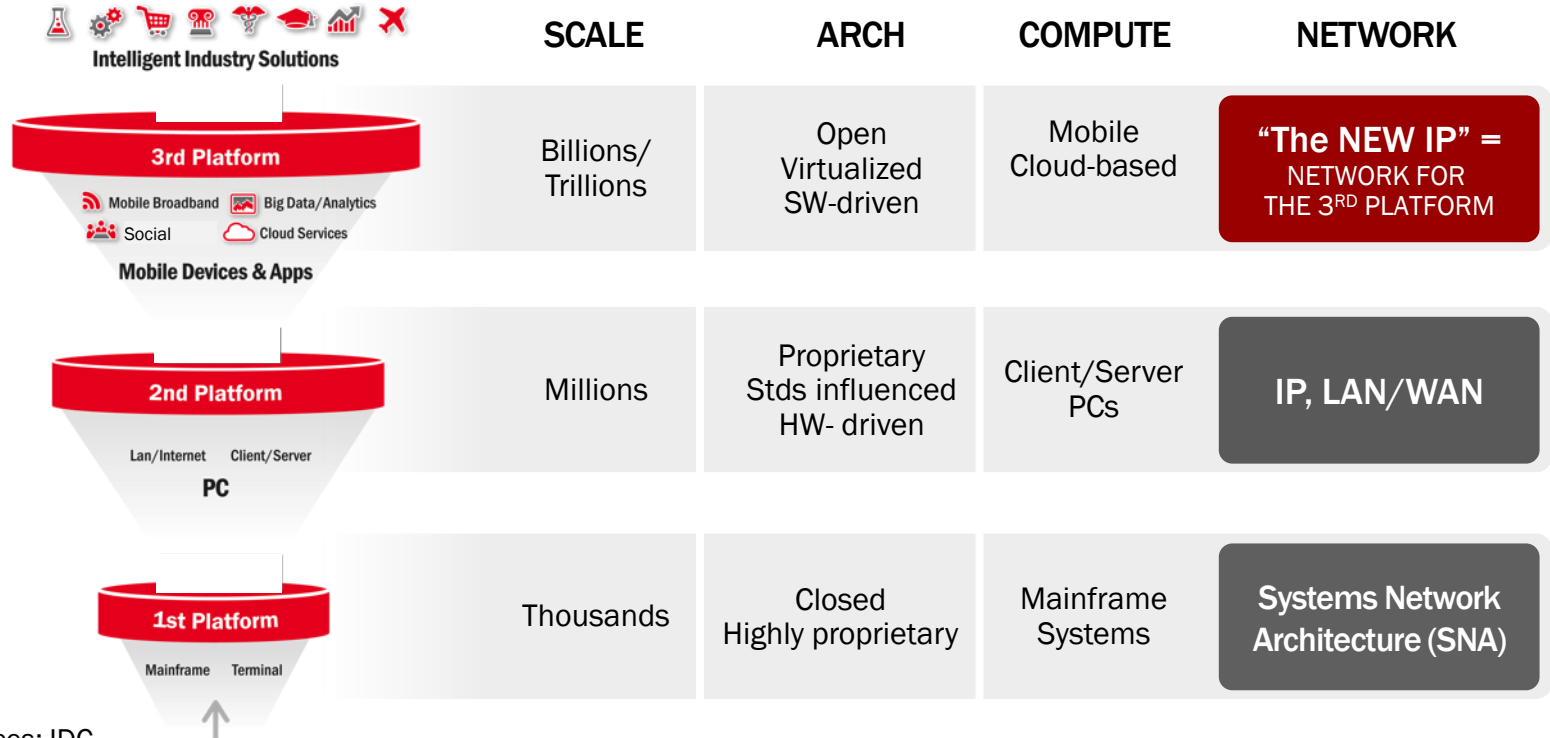 Intelligent Industry Solutions
SCALE
ARCH
COMPUTE
NETWORK
3rd Platform
Mobile Broadband
Big Data/Analytics
Social
Cloud Services
Mobile Devices & Apps
Billions/
Trillions
Open
Virtualized
SW-driven
Mobile
Cloud-based
“The NEW IP” =
NETWORK FOR
THE 3RD PLATFORM
2nd Platform
Lan/Internet
Client/Server
PC
Millions
Proprietary
Stds influenced
HW- driven
Client/Server
PCs
IP, LAN/WAN
1st Platform
Mainframe
Terminal
Thousands
Closed
Highly proprietary
Mainframe
Systems
Systems Network
Architecture (SNA)
IDC